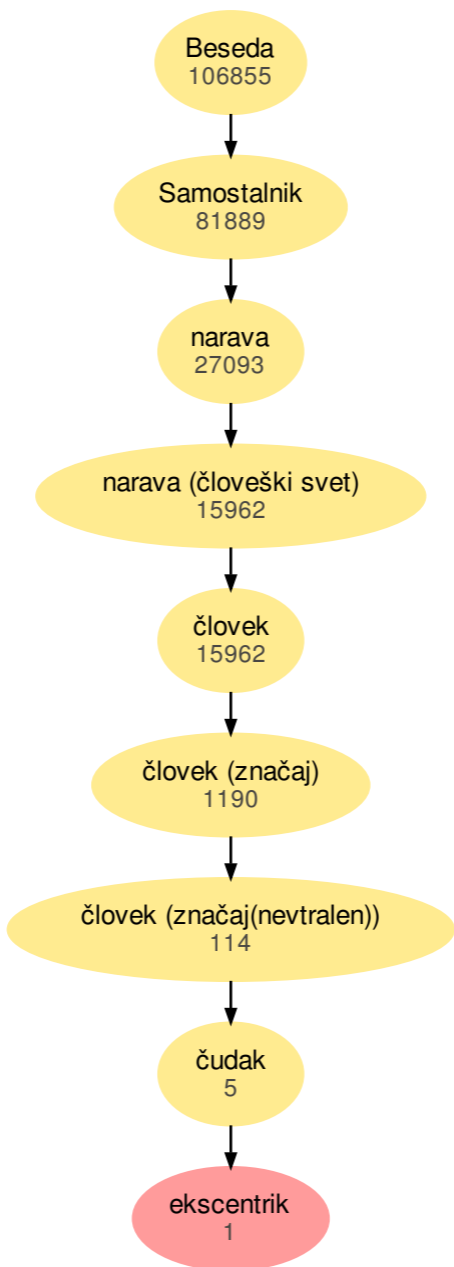 Beseda
106855
Samostalnik
81889
narava
27093
narava (človeški svet)
15962
človek
15962
človek (značaj)
1190
človek (značaj(nevtralen))
114
čudak
5
ekscentrik
1